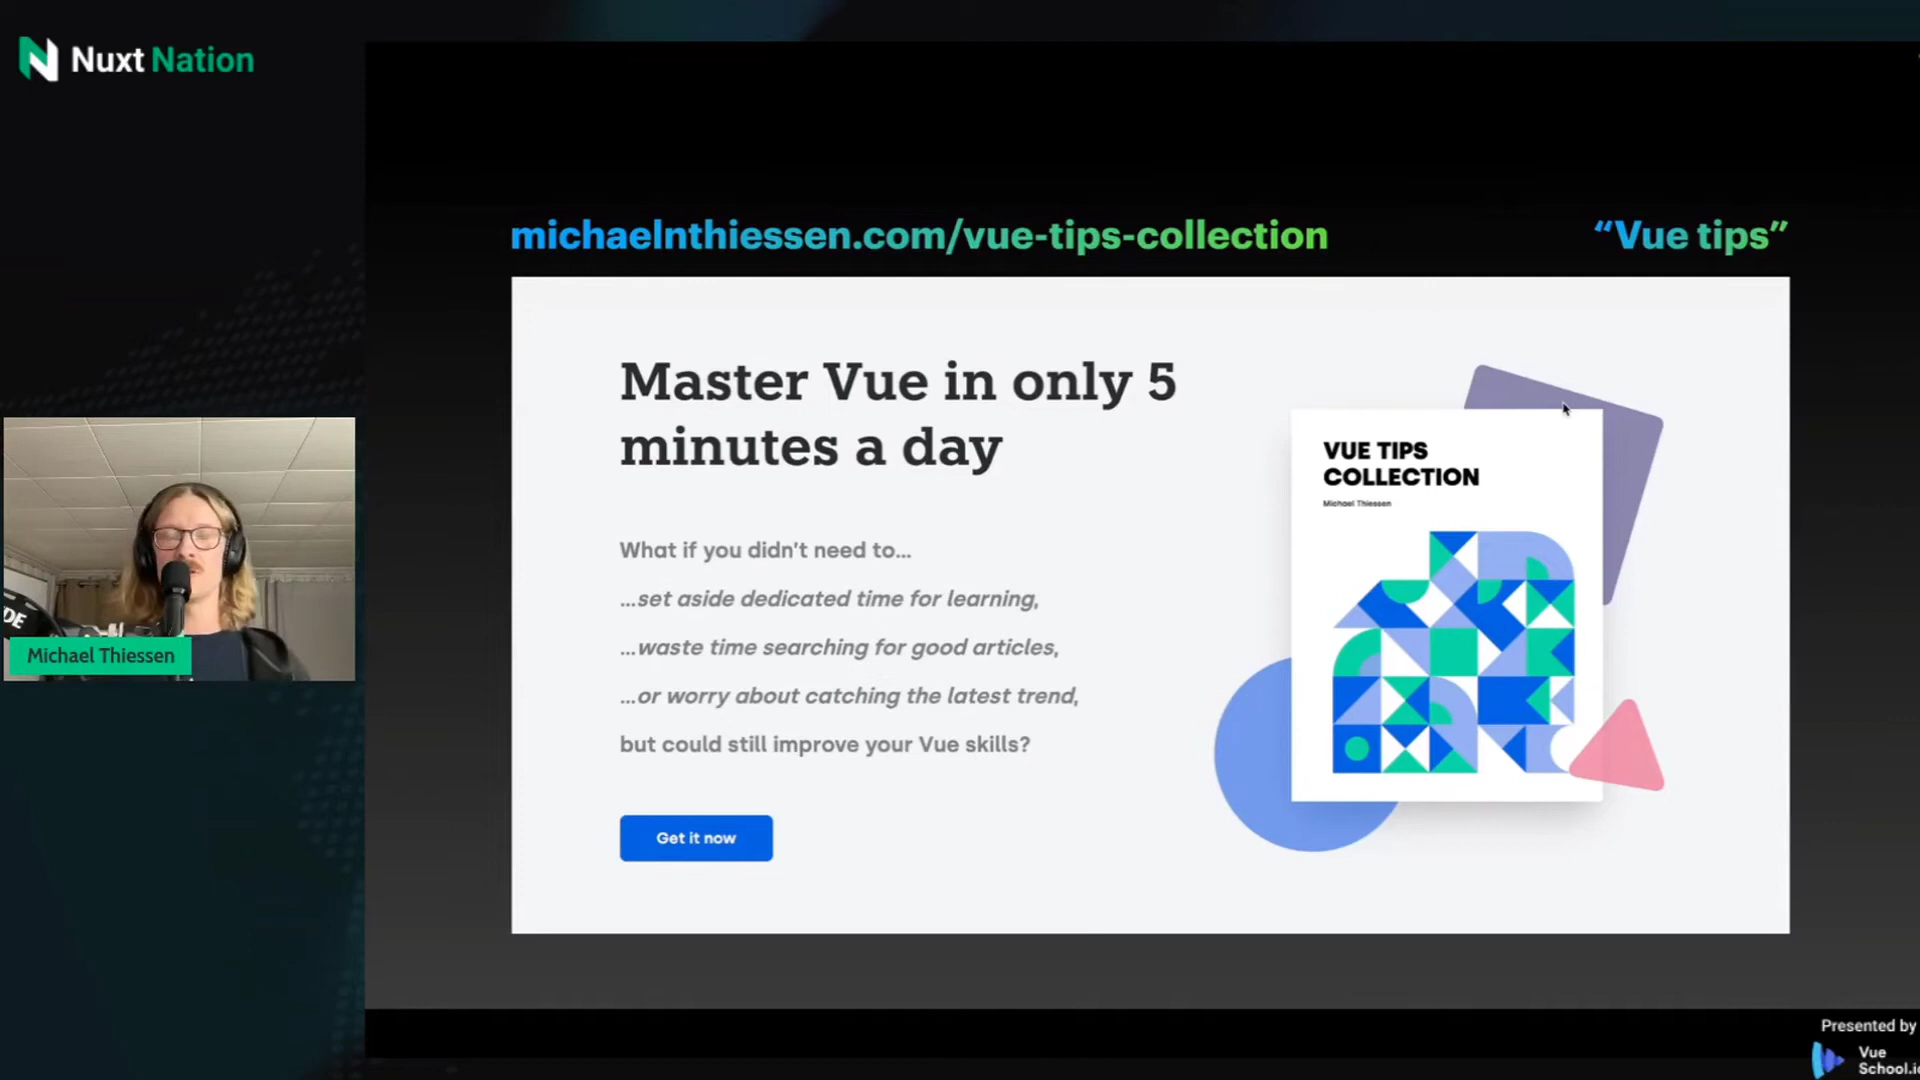 Nuxt Nation
michaelnthiessen.com/vue-tips-collection
“Vue tips”
Master Vue in only 5
minutes a day
What if you didn’t need to...
...set aside dedicated time for learning,
...waste time searching for good articles,
...or worry about catching the latest trend,
but could still improve your Vue skills?
Get it now
VUE TIPS
COLLECTION
Michael Thiessen
DE
Michael Thiessen
Presented by
Vue
School.io